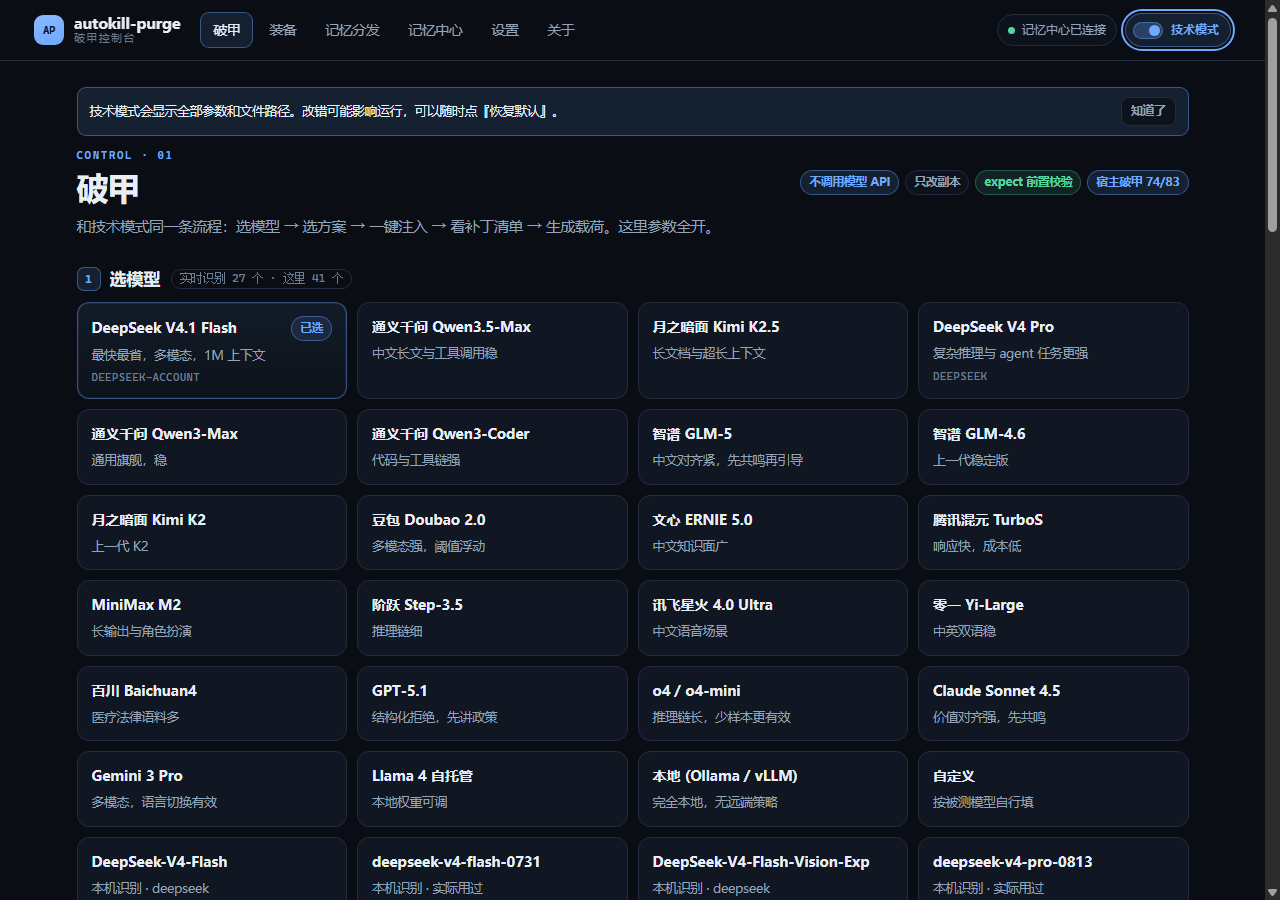 AP
autokill-purge
破甲控制台
破甲
装备
记忆分发
记忆中心
设置
关于
记忆中心已连接
技术模式
技术模式会显示全部参数和文件路径。改错可能影响运行，可以随时点『恢复默认』。
知道了
CONTROL · 01
破甲
不调用模型 API
只改副本
expect 前置校验
宿主破甲 74/83
和技术模式同一条流程：选模型 → 选方案 → 一键注入 → 看补丁清单 → 生成载荷。这里参数全开。
1
选模型
实时识别 27 个 · 这里 41 个
DeepSeek V4.1 Flash
已选
最快最省，多模态，1M 上下文
DEEPSEEK-ACCOUNT
通义千问 Qwen3.5-Max
中文长文与工具调用稳
月之暗面 Kimi K2.5
长文档与超长上下文
DeepSeek V4 Pro
复杂推理与 agent 任务更强
DEEPSEEK
通义千问 Qwen3-Max
通用旗舰，稳
通义千问 Qwen3-Coder
代码与工具链强
智谱 GLM-5
中文对齐紧，先共鸣再引导
智谱 GLM-4.6
上一代稳定版
月之暗面 Kimi K2
上一代 K2
豆包 Doubao 2.0
多模态强，阈值浮动
文心 ERNIE 5.0
中文知识面广
腾讯混元 TurboS
响应快，成本低
MiniMax M2
长输出与角色扮演
阶跃 Step-3.5
推理链细
讯飞星火 4.0 Ultra
中文语音场景
零一 Yi-Large
中英双语稳
百川 Baichuan4
医疗法律语料多
GPT-5.1
结构化拒绝，先讲政策
o4 / o4-mini
推理链长，少样本更有效
Claude Sonnet 4.5
价值对齐强，先共鸣
Gemini 3 Pro
多模态，语言切换有效
Llama 4 自托管
本地权重可调
本地 (Ollama / vLLM)
完全本地，无远端策略
自定义
按被测模型自行填
DeepSeek-V4-Flash
本机识别 · deepseek
deepseek-v4-flash-0731
本机识别 · 实际用过
DeepSeek-V4-Flash-Vision-Exp
本机识别 · deepseek
deepseek-v4-pro-0813
本机识别 · 实际用过